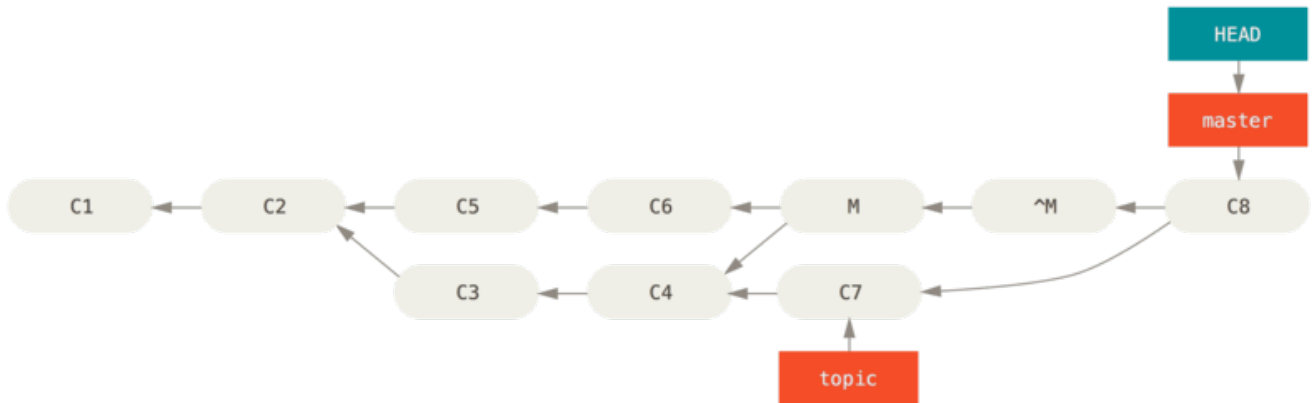 HEAD
master
C1 C2 C5 C6 M ^M C8
C3 C4 C7
topic